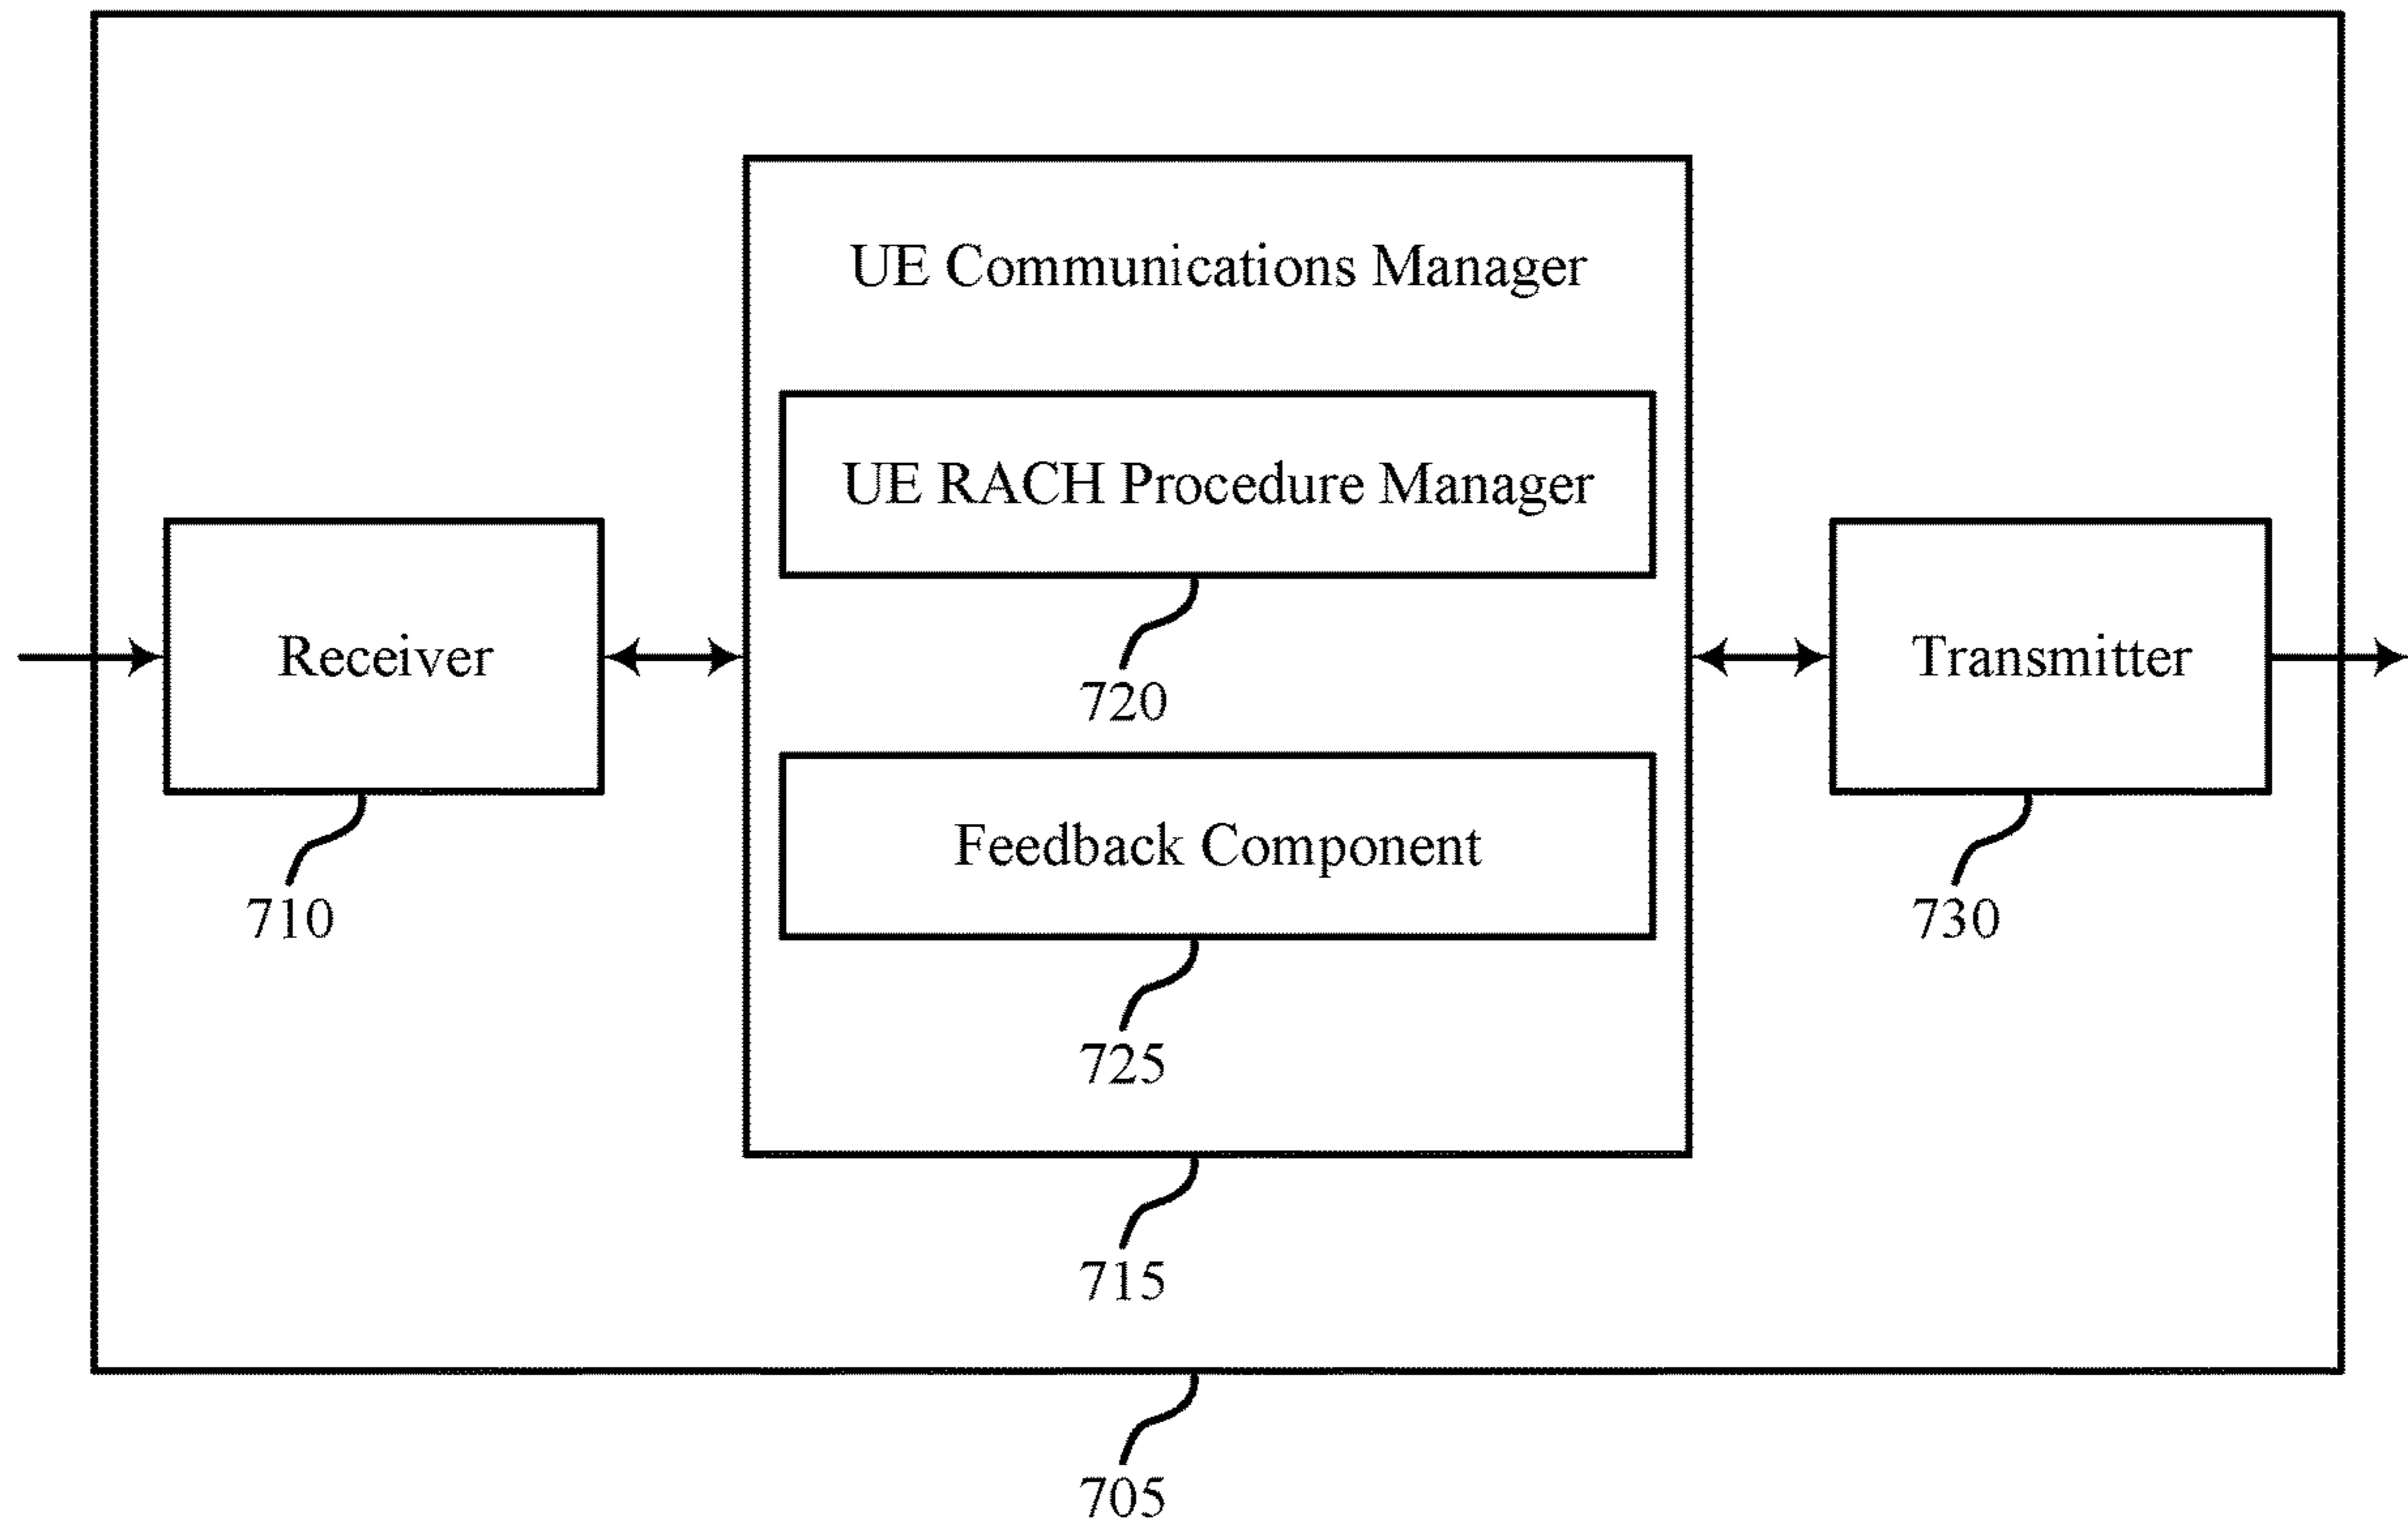 UE Communications Manager
UE RACH Procedure Manager
Receiver
Transmitter
720
Feedback Component
710
730
725
715
705